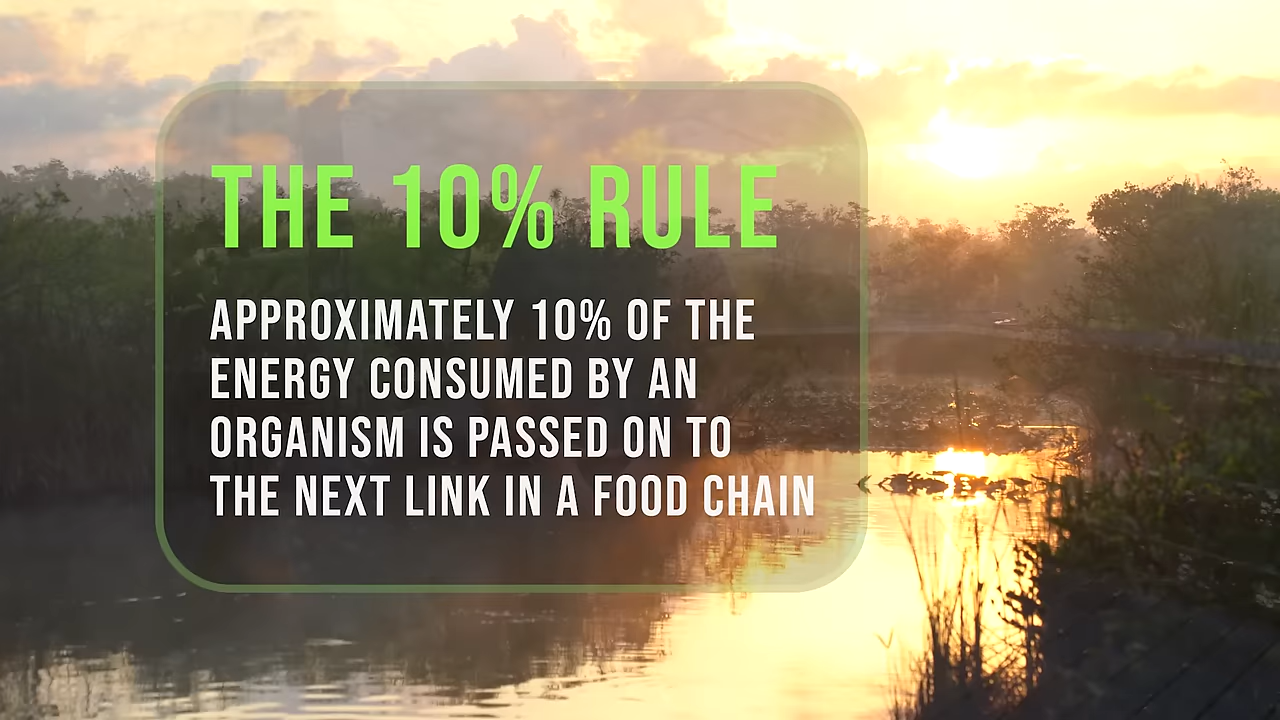 THE 10% RULE
APPROXIMATELY 10% OF THE
ENERGY CONSUMED BY AN
ORGANISM IS PASSED ON TO
THE NEXT LINK IN A FOOD CHAIN